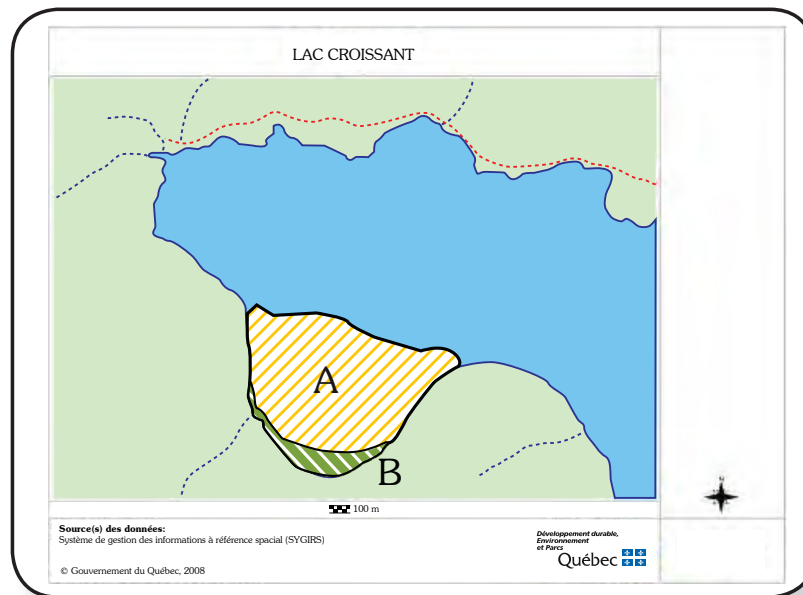 LAC CROISSANT
A
B
100 m
N
Source(s) des données:
Système de gestion des informations à référence spacial (SYGIRS)
© Gouvernement du Québec, 2008
Développement durable,
Environnement
et Parcs
Québec